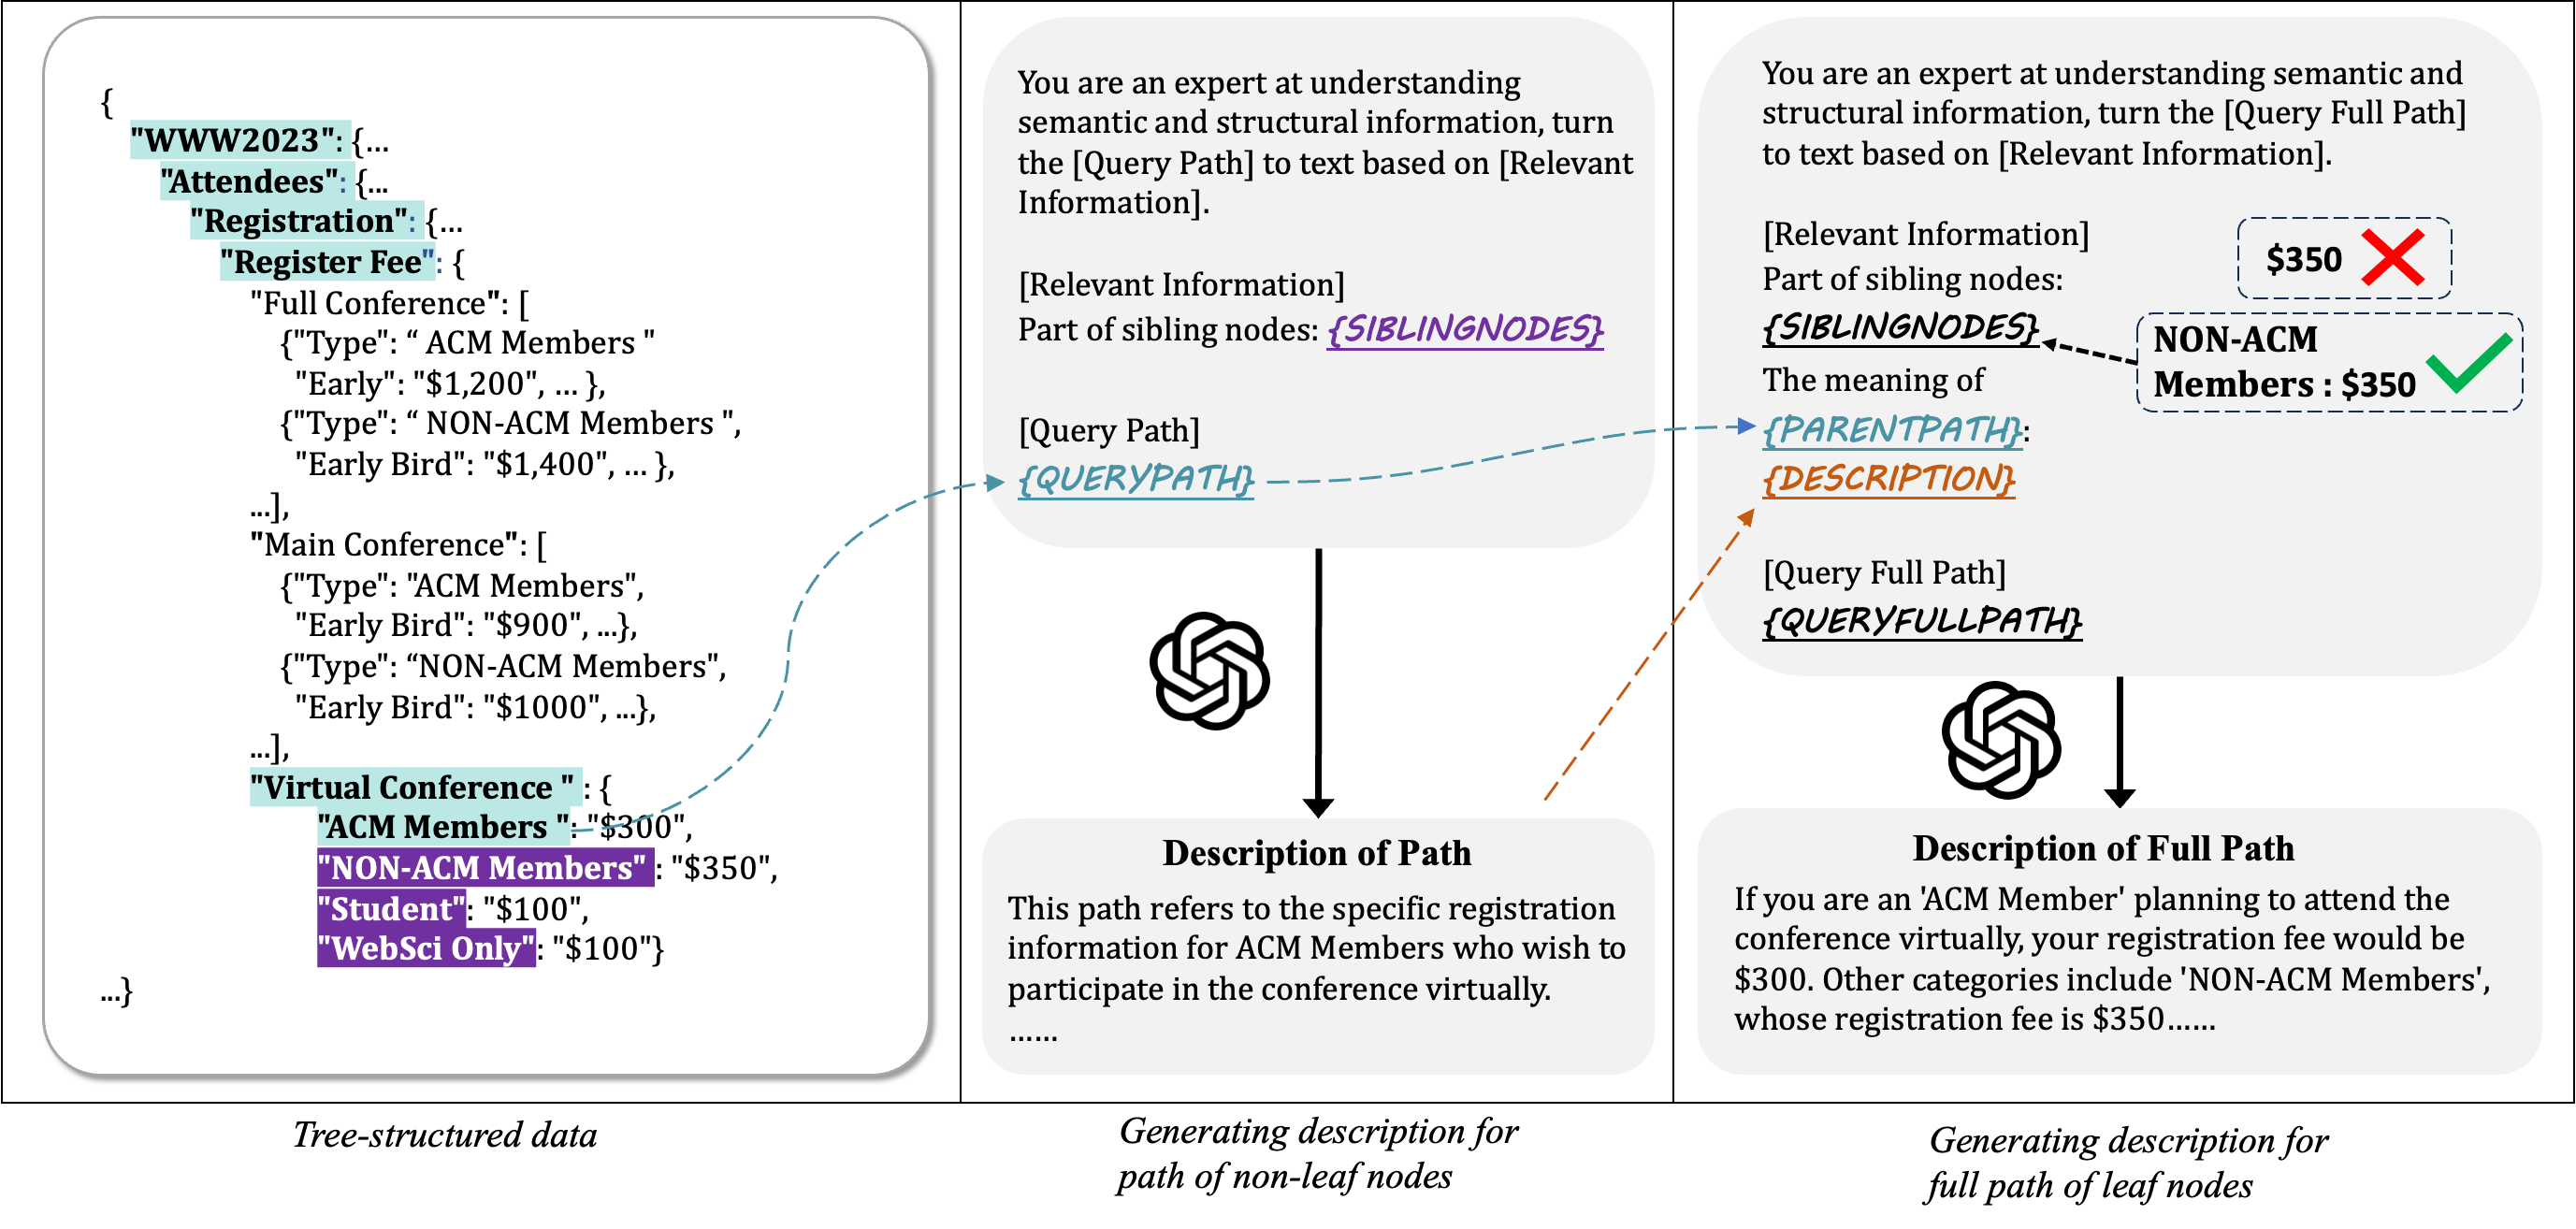 {
"WWW2023": {...
"Attendees": {...
"Registration": {...
"Register Fee": {
"Full Conference": [
{"Type": “ ACM Members "
"Early": "$1,200", ... },
{"Type": “ NON-ACM Members ",
"Early Bird": "$1,400", ... },
...],
"Main Conference": [
{"Type": "ACM Members",
"Early Bird": "$900", ...},
{"Type": “NON-ACM Members",
"Early Bird": "$1000", ...},
...],
"Virtual Conference " : {
"ACM Members ": "$300",
"NON-ACM Members" : "$350",
"Student": "$100",
"WebSci Only": "$100"}
...}
Tree-structured data
You are an expert at understanding
semantic and structural information, turn
the [Query Path] to text based on [Relevant
Information].
[Relevant Information]
Part of sibling nodes: {SIBLINGNODES}
[Query Path]
{QUERYPATH}
Description of Path
This path refers to the specific registration
information for ACM Members who wish to
participate in the conference virtually.
......
Generating description for
path of non-leaf nodes
You are an expert at understanding semantic and
structural information, turn the [Query Full Path]
to text based on [Relevant Information].
[Relevant Information]
Part of sibling nodes:
{SIBLINGNODES}
$350
NON-ACM
Members : $350
The meaning of
{PARENTPATH}:
{DESCRIPTION}
[Query Full Path]
{QUERYFULLPATH}
Description of Full Path
If you are an 'ACM Member' planning to attend the
conference virtually, your registration fee would be
$300. Other categories include 'NON-ACM Members',
whose registration fee is $350......
Generating description for
full path of leaf nodes